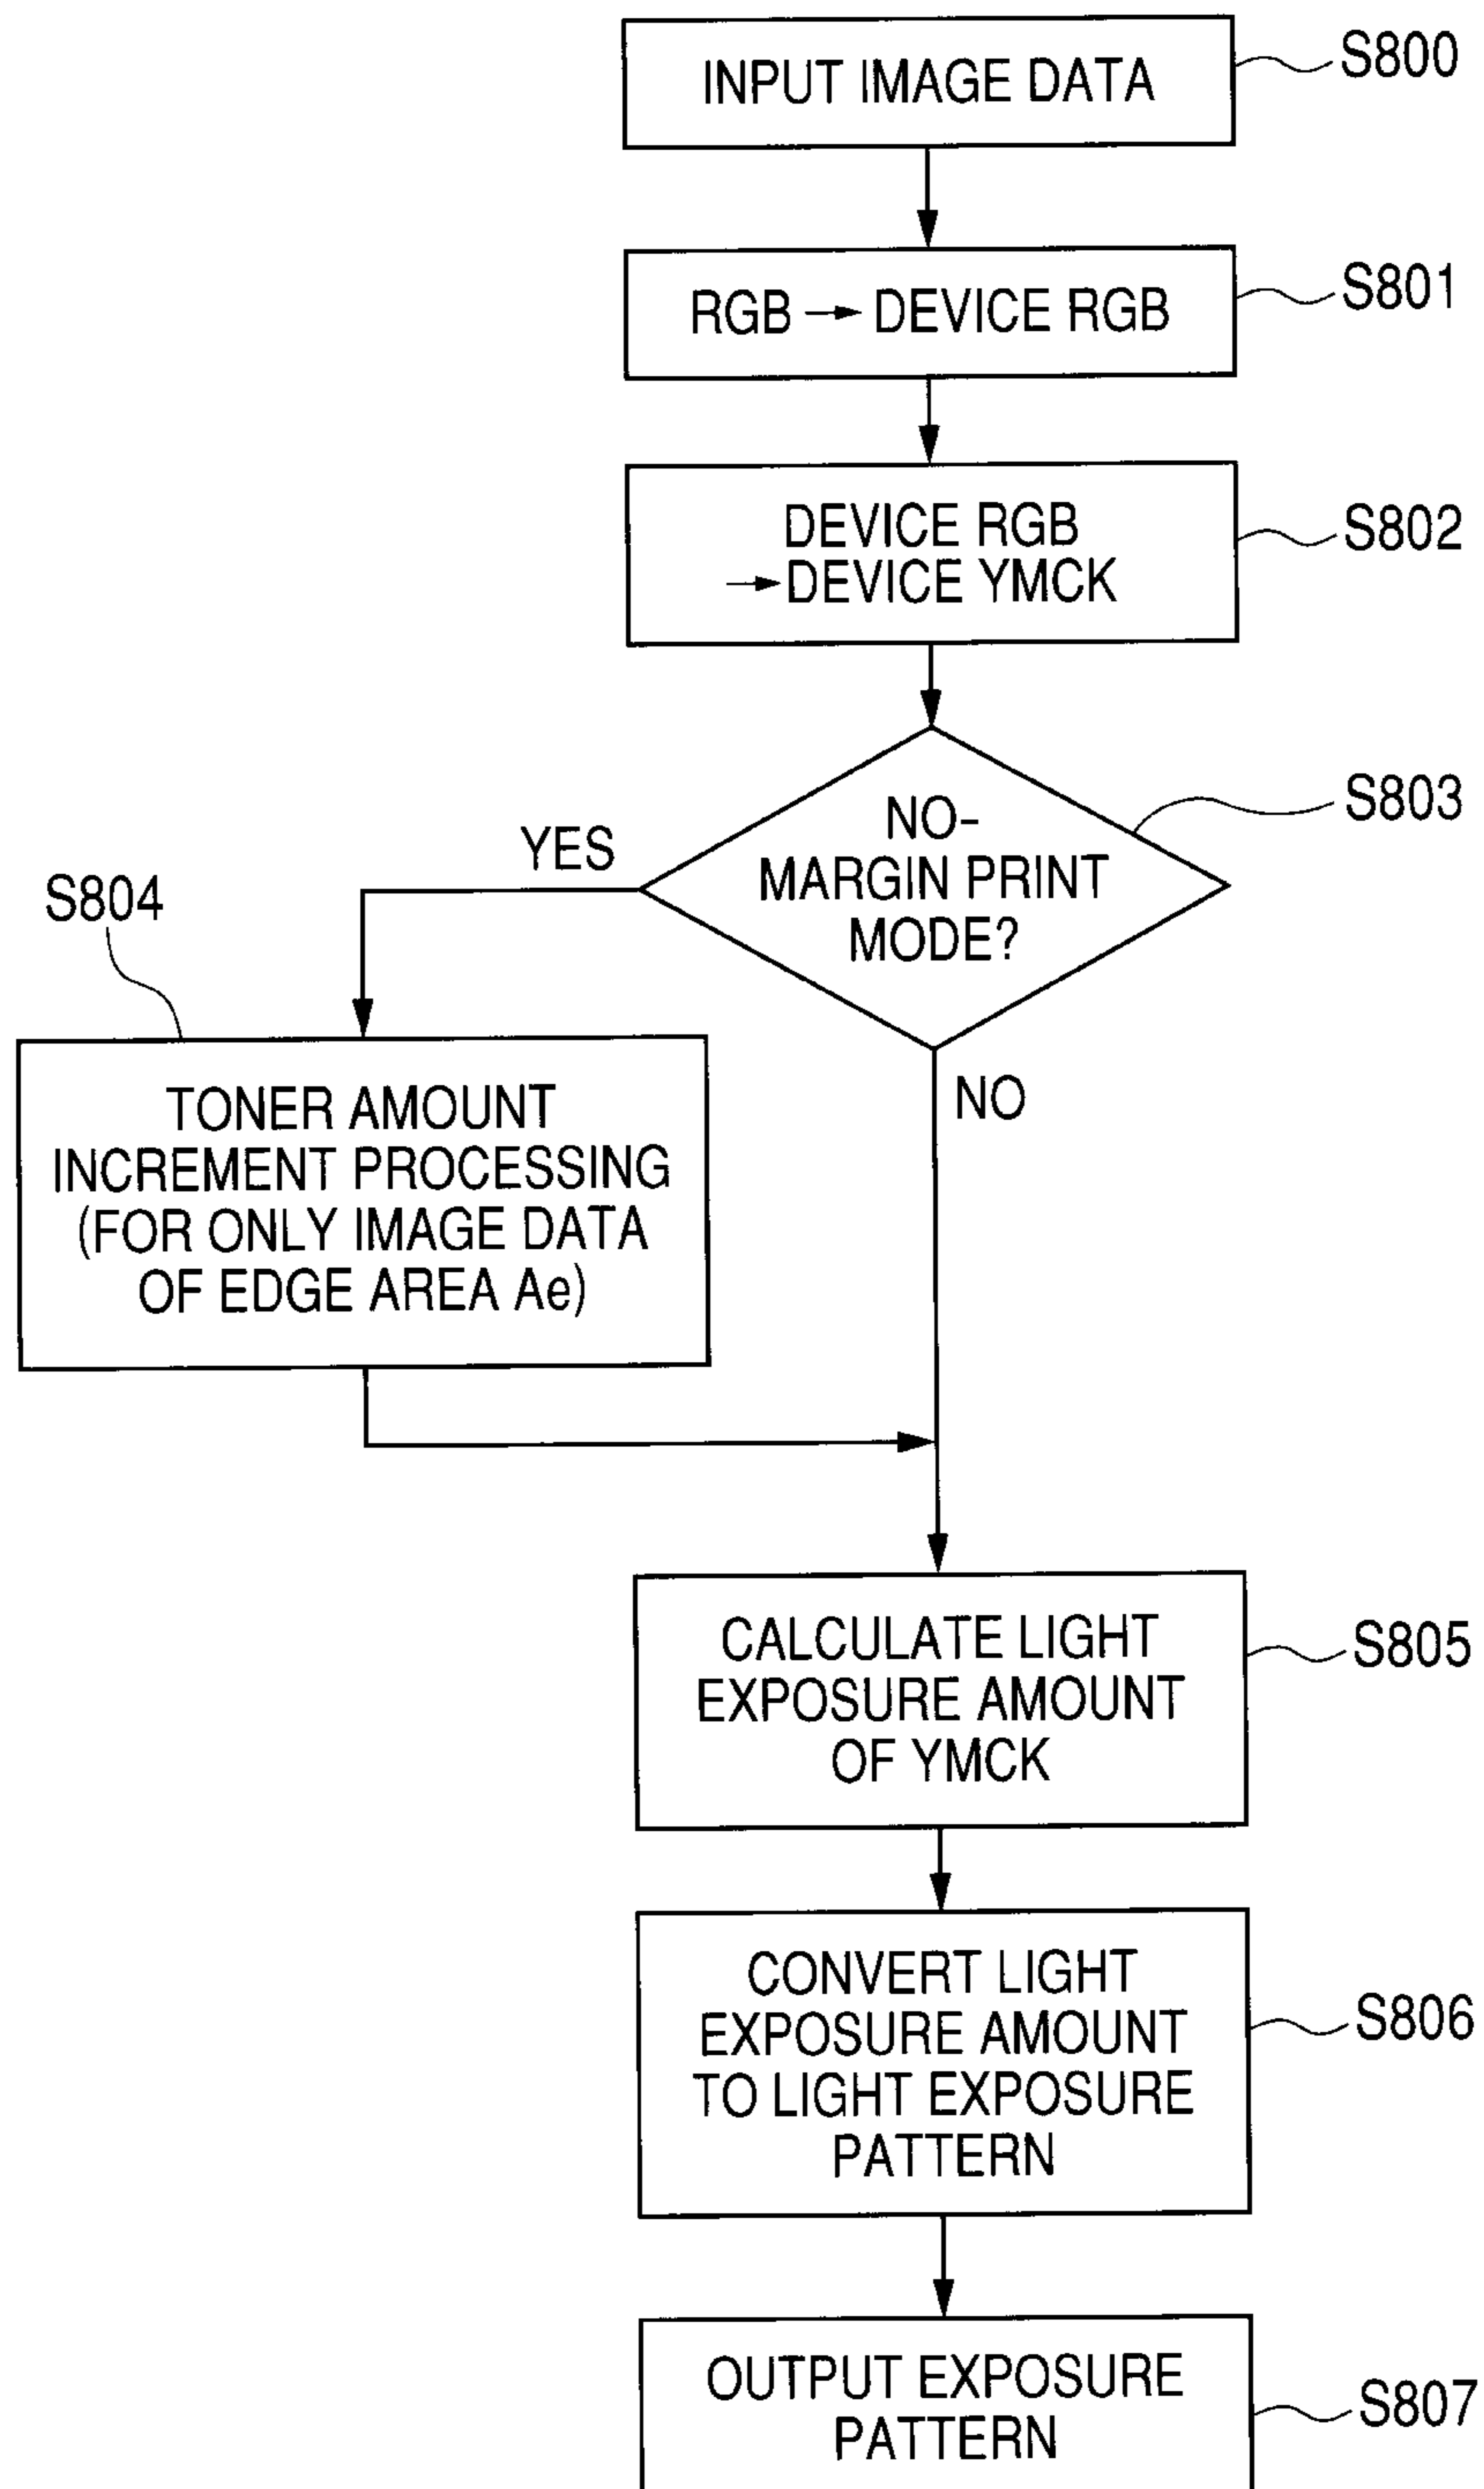 INPUT IMAGE DATA
S800
RGB → DEVICE RGB
S801
DEVICE RGB
→ DEVICE YMCK
S802
NO-
MARGIN PRINT
MODE?
S803
YES
NO
S804
TONER AMOUNT
INCREMENT PROCESSING
(FOR ONLY IMAGE DATA
OF EDGE AREA Ae)
CALCULATE LIGHT
EXPOSURE AMOUNT
OF YMCK
S805
CONVERT LIGHT
EXPOSURE AMOUNT
TO LIGHT EXPOSURE
PATTERN
S806
OUTPUT EXPOSURE
PATTERN
S807